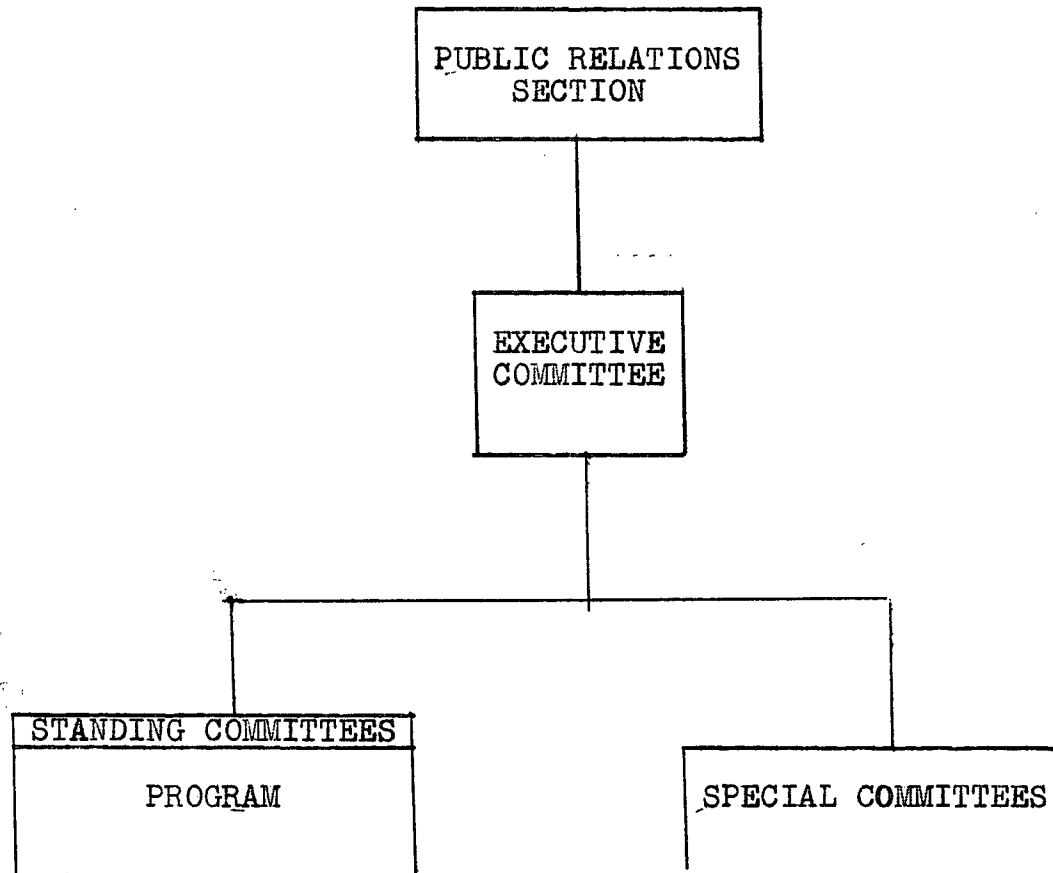 PUBLIC RELATIONS
SECTION
EXECUTIVE
COMMITTEE
STANDING COMMITTEES
PROGRAM
SPECIAL COMMITTEES